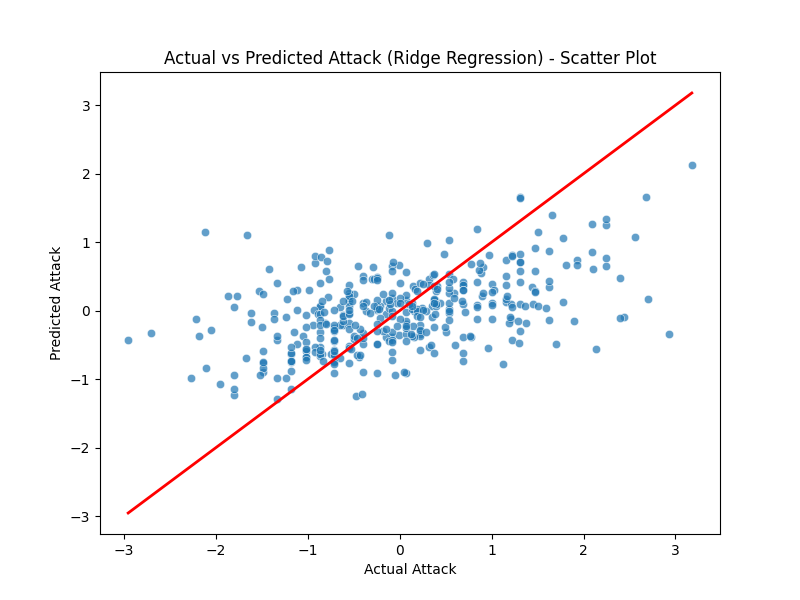 Actual vs Predicted Attack (Ridge Regression) - Scatter Plot
Predicted Attack
3
2
1
0
−1
−2
−3
−3 −2 −1 0 1 2 3
Actual Attack